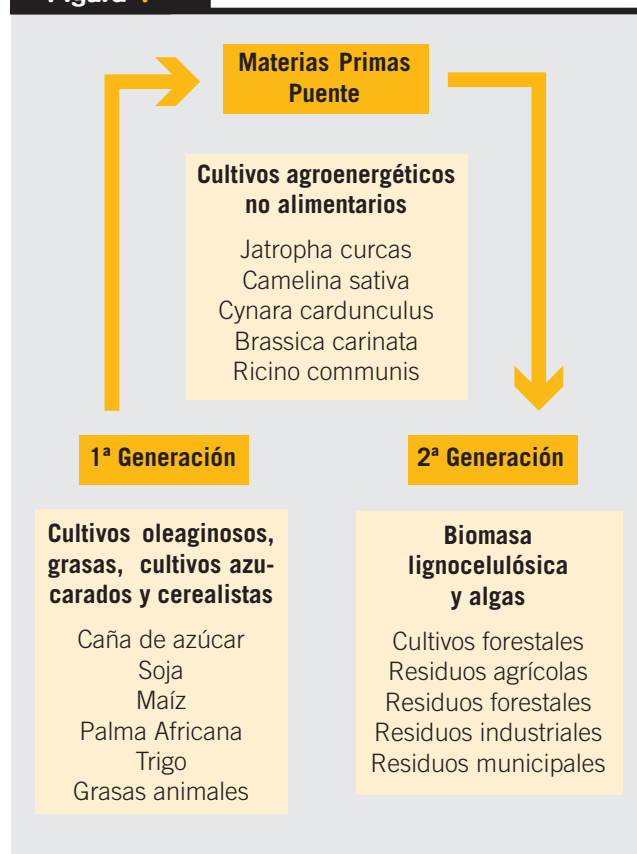 Materias Primas
Puente
Cultivos agroenergéticos
no alimentarios
Jatropha curcas
Camelina sativa
Cynara cardunculus
Brassica carinata
Ricino communis
1ª Generación
Cultivos oleaginosos,
grasas, cultivos azu-
carados y cerealistas
Caña de azúcar
Soja
Maíz
Palma Africana
Trigo
Grasas animales
2ª Generación
Biomasa
lignocelulósica
y algas
Cultivos forestales
Residuos agrícolas
Residuos forestales
Residuos industriales
Residuos municipales